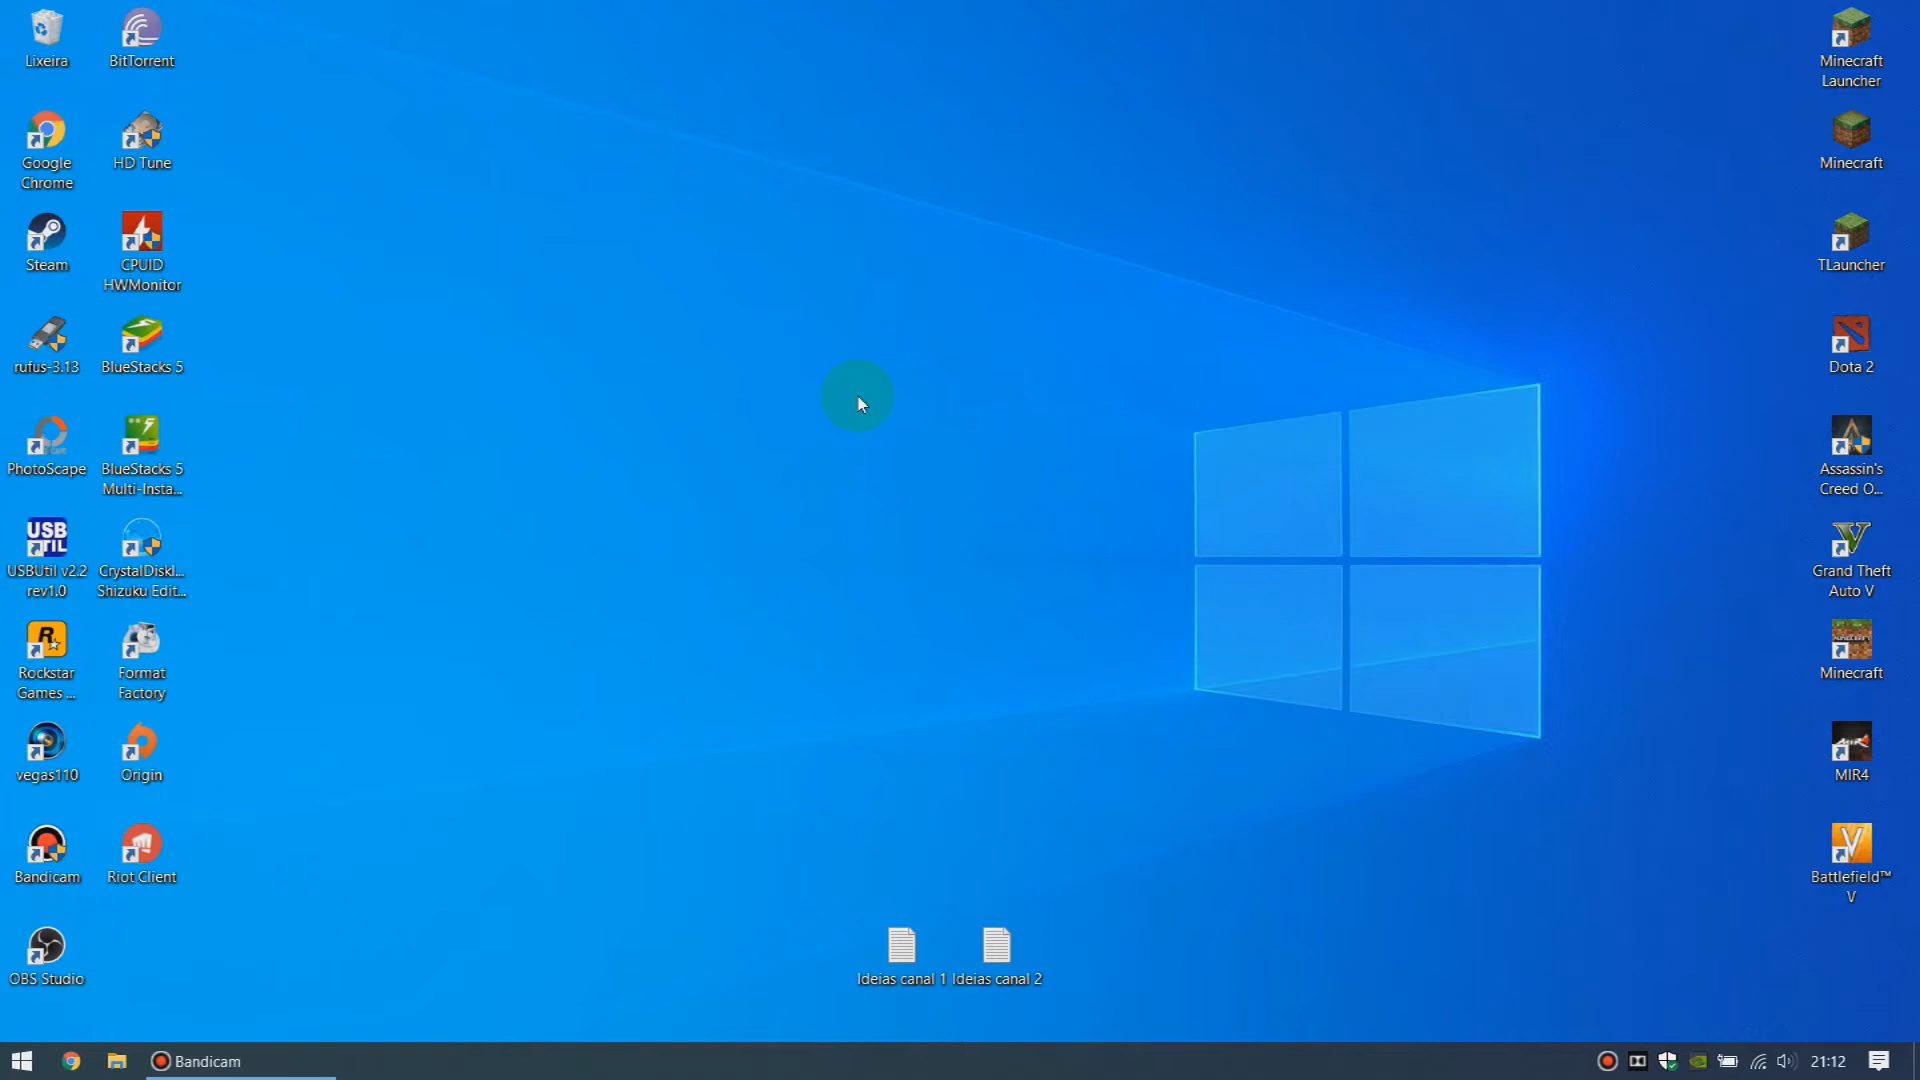 Lixeira
BitTorrent
Google
Chrome
HD Tune
Steam
CPUID
HWMonitor
rufus-3.13
BlueStacks 5
PhotoScape
BlueStacks 5
Multi-Insta...
USB
TIL
USBUtil v2.2
rev1.0
CrystalDiskI...
Shizuku Edit...
Rockstar
Games ...
Format
Factory
vegas110
Origin
Bandicam
Riot Client
OBS Studio
Ideias canal 1
Ideias canal 2
Minecraft
Launcher
Minecraft
TLauncher
Dota 2
Assassin's
Creed O...
Grand Theft
Auto V
Minecraft
MIR4
Battlefield™
V
Bandicam
21:12